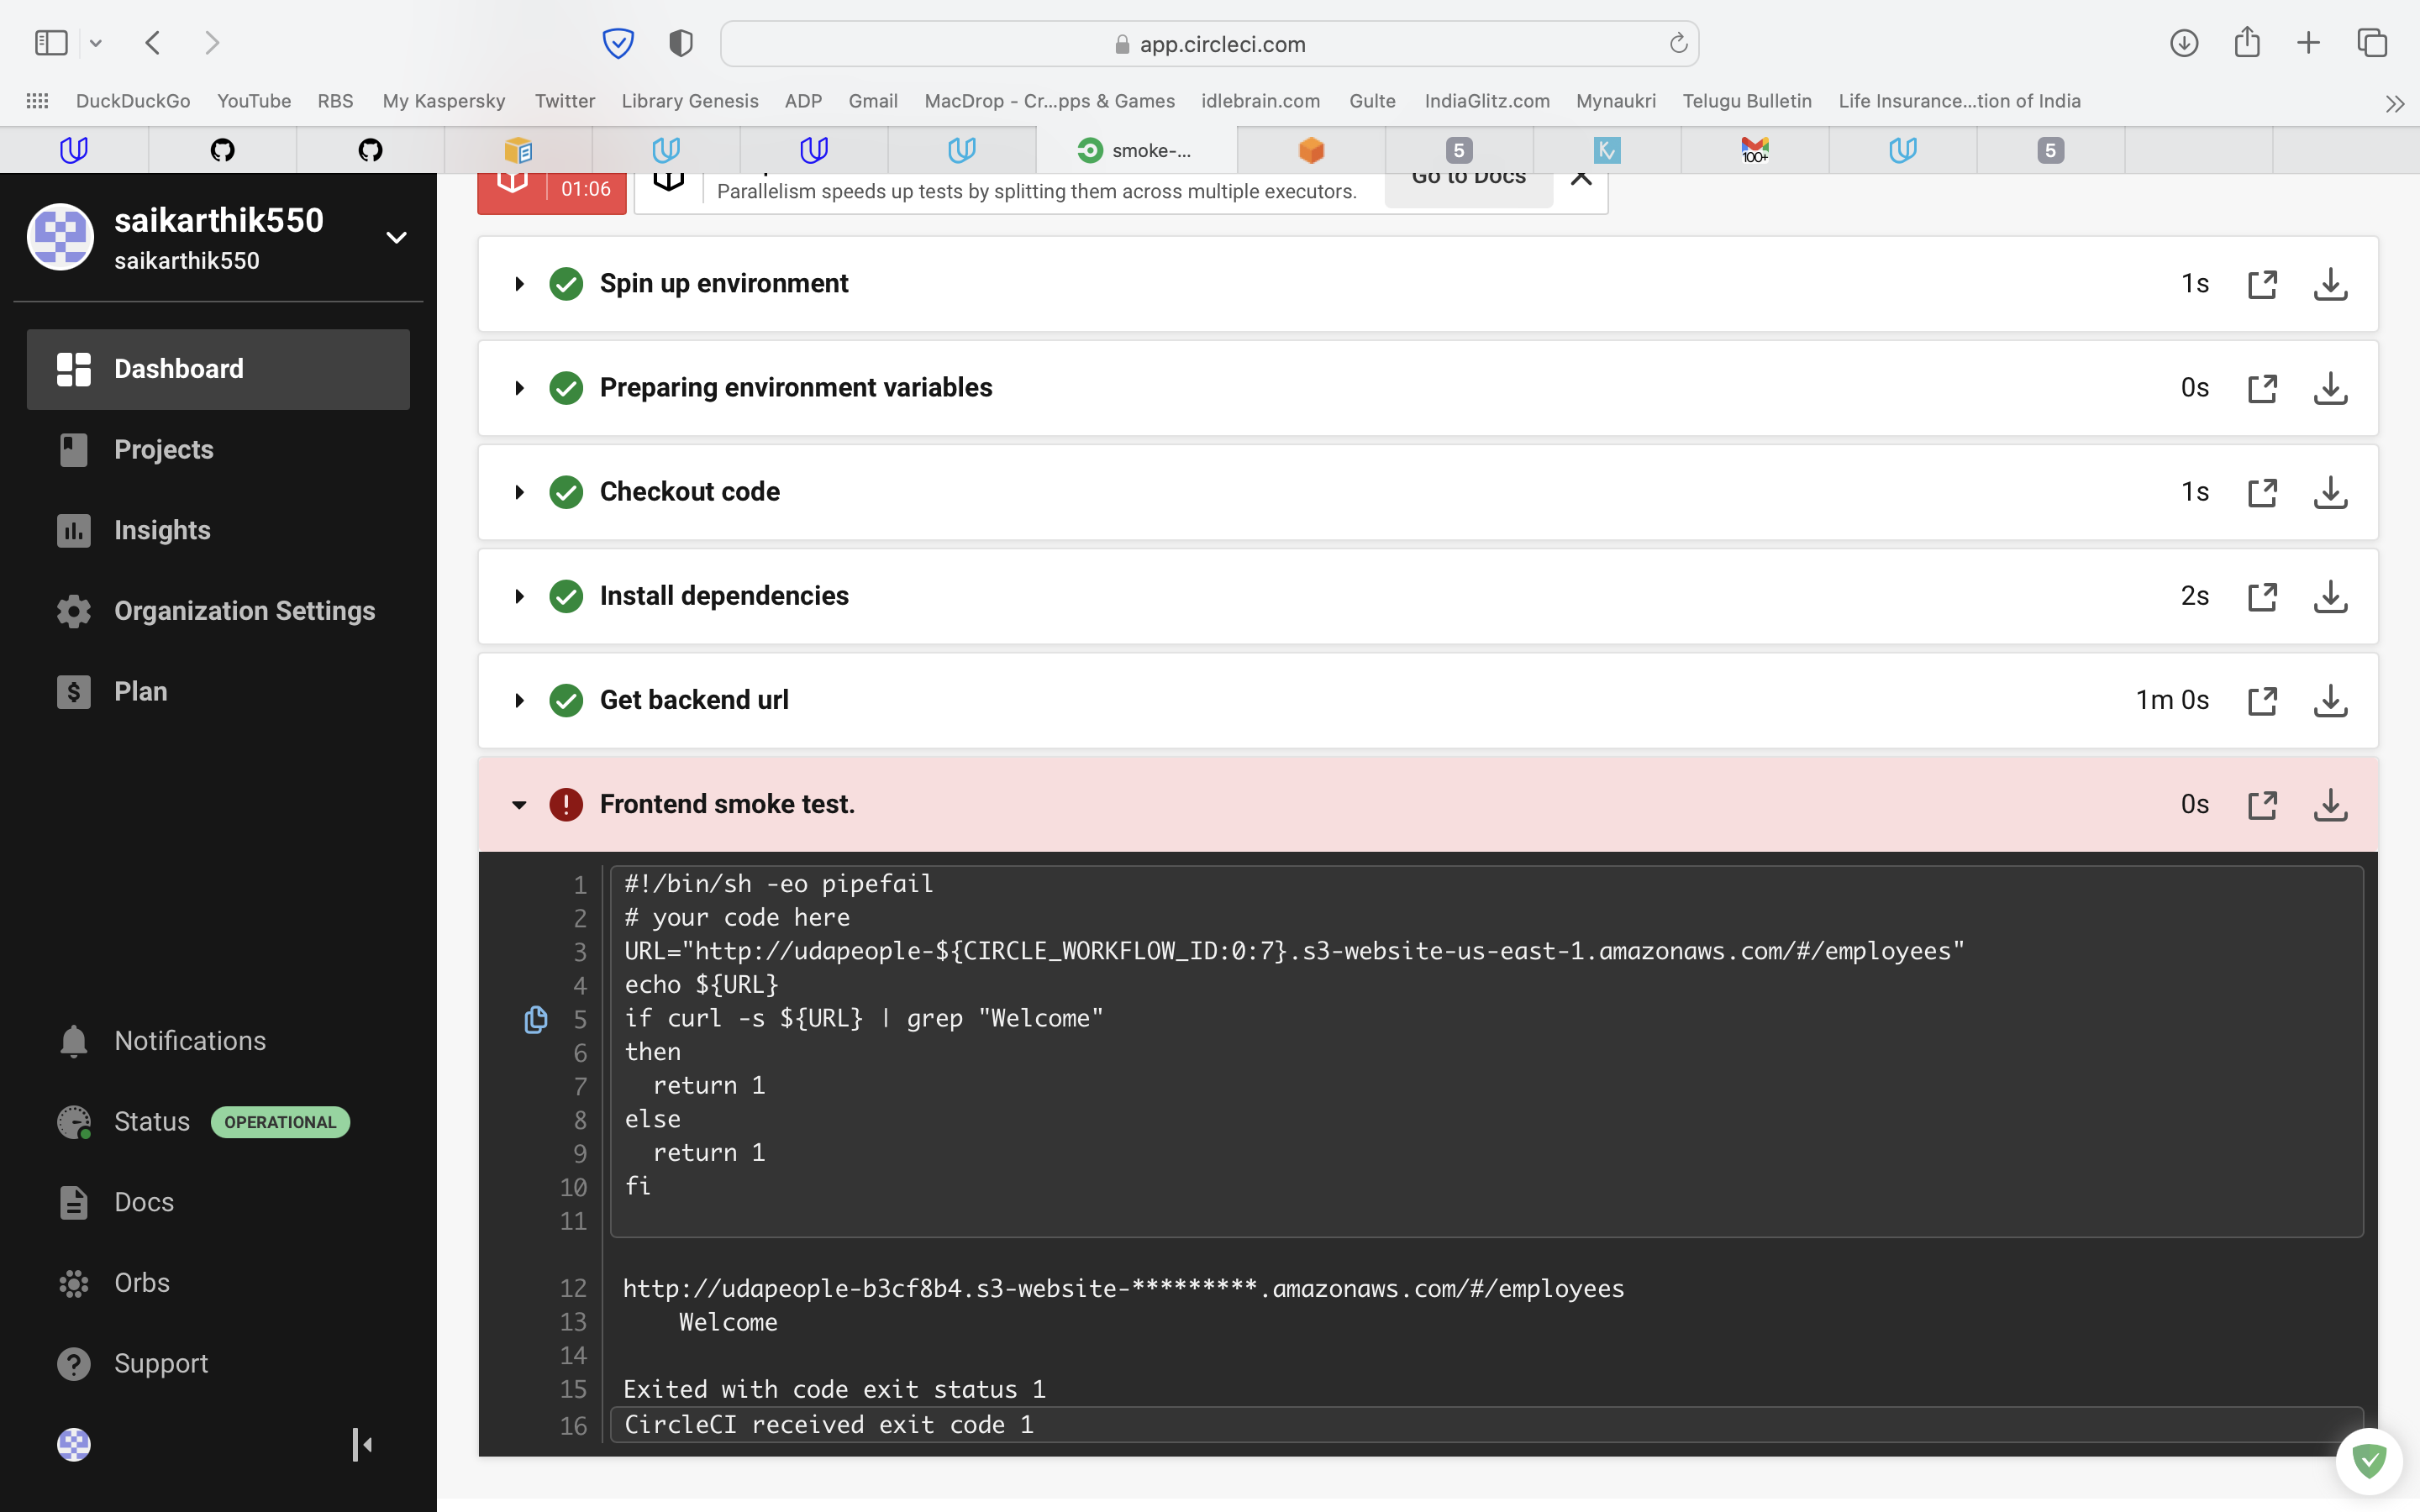 app.circleci.com
DuckDuckGo YouTube RBS My Kaspersky Twitter Library Genesis ADP Gmail MacDrop - Cr...pps & Games idlebrain.com Gulte IndiaGlitz.com Mynaukri Telugu Bulletin Life Insurance...tion of India
smoke-... 5 100+ 5
saikarthik550
saikarthik550
Dashboard
Projects
Insights
Organization Settings
Plan
Notifications
Status OPERATIONAL
Docs
Orbs
Support
01:06
Parallelism speeds up tests by splitting them across multiple executors.
Go to Docs
Spin up environment 1s
Preparing environment variables 0s
Checkout code 1s
Install dependencies 2s
Get backend url 1m 0s
Frontend smoke test. 0s
1 #!/bin/sh -eo pipefail
2 # your code here
3 URL="http://udapeople-${CIRCLE_WORKFLOW_ID:0:7}.s3-website-us-east-1.amazonaws.com/#/employees"
4 echo ${URL}
5 if curl -s ${URL} | grep "Welcome"
6 then
7 return 1
8 else
9 return 1
10 fi
11
12 http://udapeople-b3cf8b4.s3-website-*********.amazonaws.com/#/employees
13 Welcome
14
15 Exited with code exit status 1
16 CircleCI received exit code 1